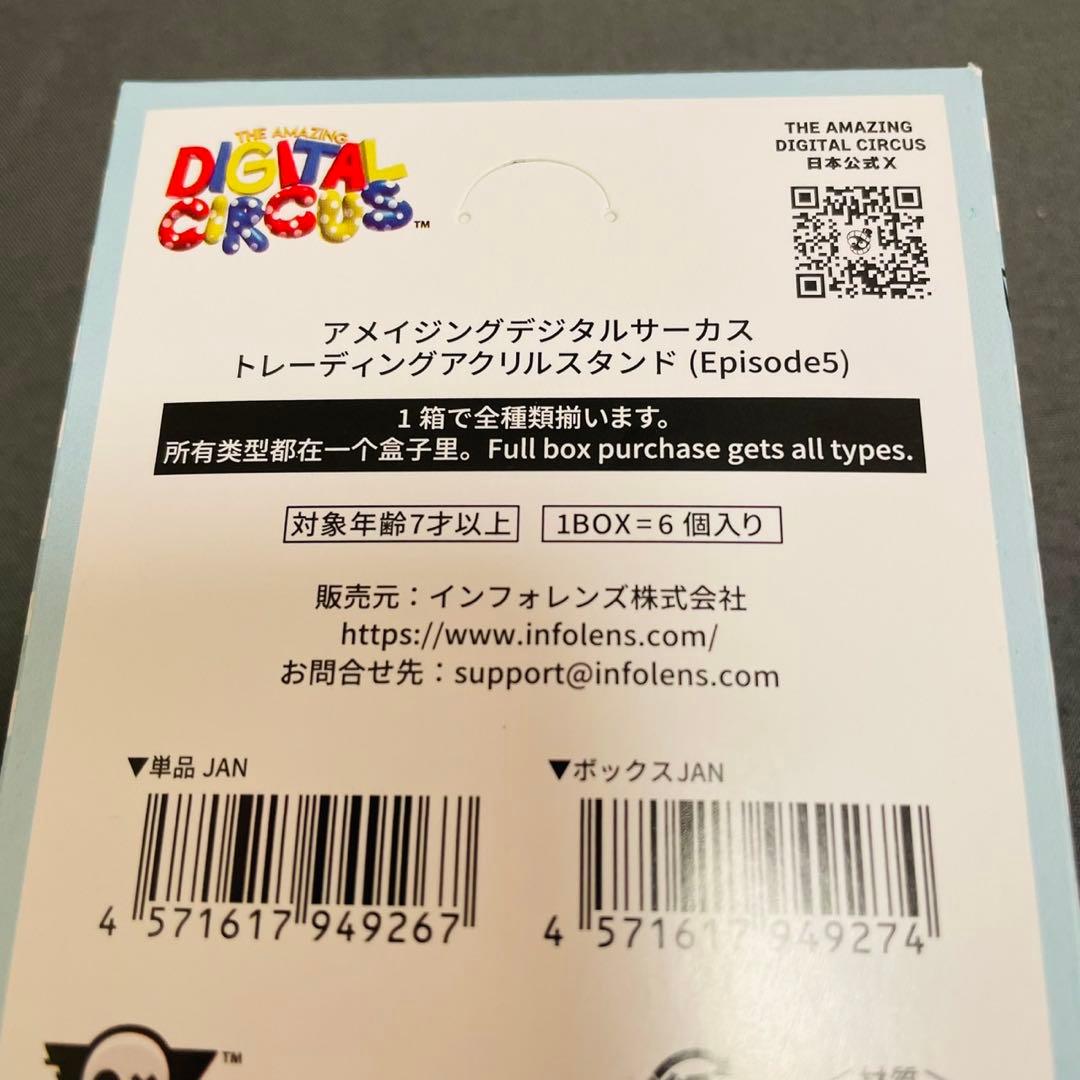 THE AMAZING
DIGITAL
CIRCUS™
THE AMAZING
DIGITAL CIRCUS
日本公式X
アメイジングデジタルサーカス
トレーディングアクリルスタンド (Episode5)
1箱で全種類揃います。
所有类型都在一个盒子里。Full box purchase gets all types.
対象年齢7才以上
1BOX=6個入り
販売元：インフォレンズ株式会社
https://www.infolens.com/
お問合せ先：support@infolens.com
▼単品 JAN
▼ボックスJAN
4 571617 949267
4 571617 949274
TM